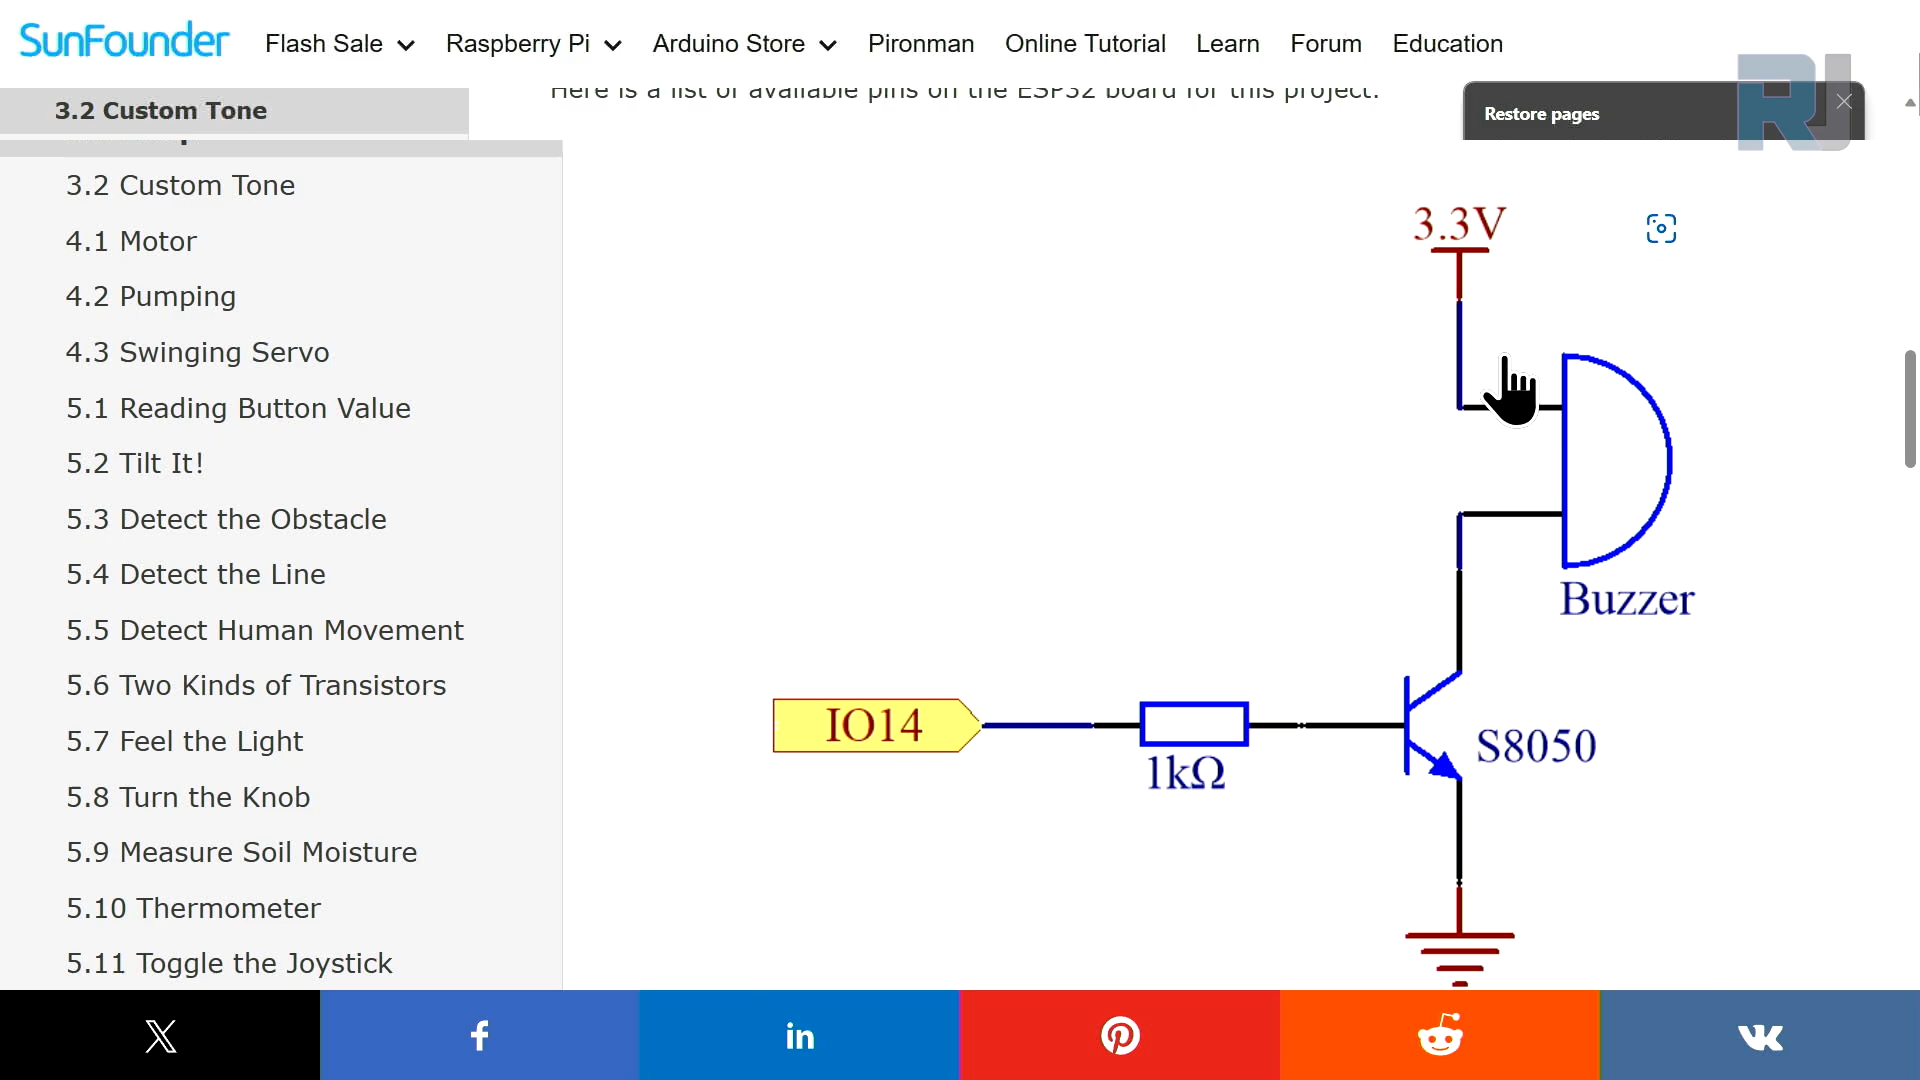 SunFounder
Flash Sale
Raspberry Pi
Arduino Store
Pironman
Online Tutorial
Learn
Forum
Education
Here is a list of available pins on the ESP32 board for this project.
3.2 Custom Tone
Restore pages
RJ
3.2 Custom Tone
4.1 Motor
4.2 Pumping
4.3 Swinging Servo
5.1 Reading Button Value
5.2 Tilt It!
5.3 Detect the Obstacle
5.4 Detect the Line
5.5 Detect Human Movement
5.6 Two Kinds of Transistors
5.7 Feel the Light
5.8 Turn the Knob
5.9 Measure Soil Moisture
5.10 Thermometer
5.11 Toggle the Joystick
3.3V
Buzzer
IO14
1kΩ
S8050